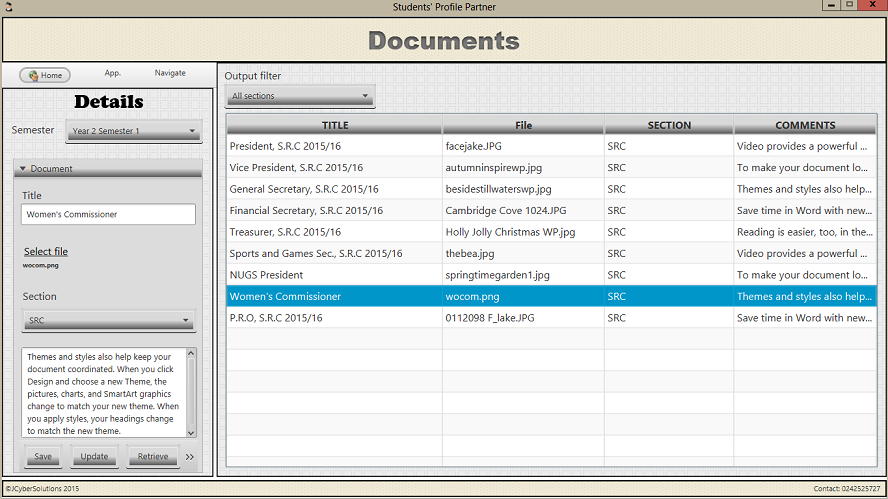 Students' Profile Partner
Documents
Home App. Navigate
Details
Semester Year 2 Semester 1
Document
Title
Women's Commissioner
Select file
wocom.png
Section
SRC
Themes and styles also help keep your
document coordinated. When you click
Design and choose a new Theme, the
pictures, charts, and SmartArt graphics
change to match your new theme. When
you apply styles, your headings change
to match the new theme.
Save Update Retrieve >>
Output filter
All sections
TITLE File SECTION COMMENTS
President, S.R.C 2015/16 facejake.JPG SRC Video provides a powerful ...
Vice President, S.R.C 2015/16 autumninspirewp.jpg SRC To make your document lo...
General Secretary, S.R.C 2015/16 besidestillwaterswp.jpg SRC Themes and styles also help...
Financial Secretary, S.R.C 2015/16 Cambridge Cove 1024.JPG SRC Save time in Word with new...
Treasurer, S.R.C 2015/16 Holly Jolly Christmas WP.jpg SRC Reading is easier, too, in the...
Sports and Games Sec., S.R.C 2015/16 thebea.jpg SRC Video provides a powerful ...
NUGS President springtimegarden1.jpg SRC To make your document lo...
Women's Commissioner wocom.png SRC Themes and styles also help...
P.R.O, S.R.C 2015/16 0112098 F_lake.JPG SRC Save time in Word with new...
©JCyberSolutions 2015 Contact: 0242525727